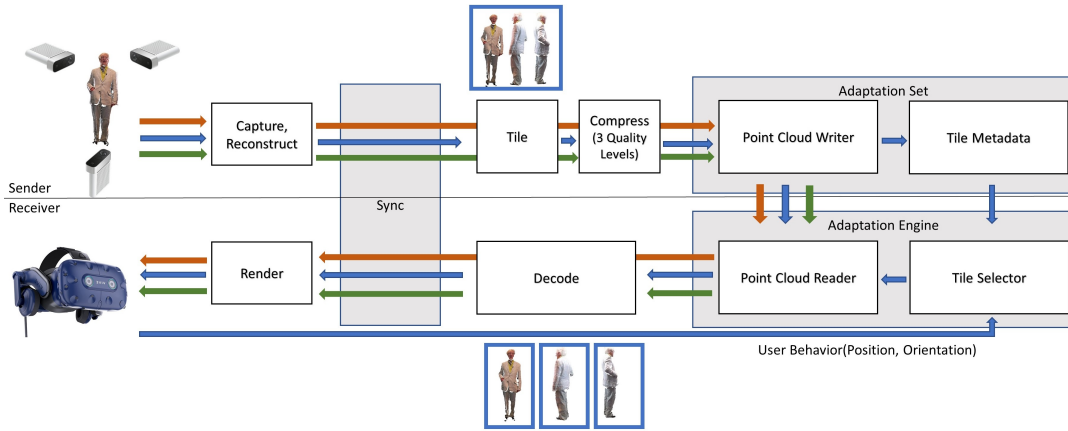 Adaptation Set
Capture,
Reconstruct
Tile
Compress
(3 Quality
Levels)
Point Cloud Writer
Tile Metadata
Sender
Receiver
Sync
Adaptation Engine
Render
Decode
Point Cloud Reader
Tile Selector
User Behavior(Position, Orientation)